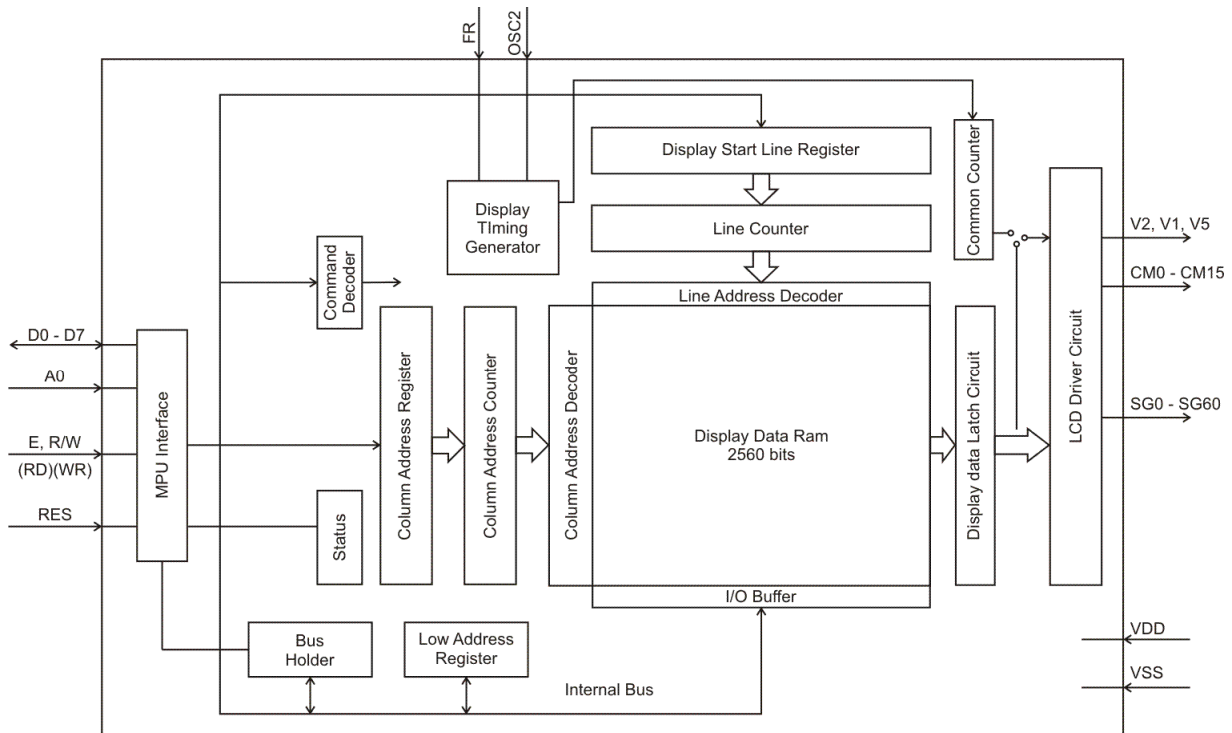 FR
OSC2
Display Start Line Register
Common Counter
Display
TIming
Generator
Line Counter
V2, V1, V5
Command
Decoder
CM0 - CM15
Line Address Decoder
D0 - D7
A0
MPU Interface
E, R/W
(RD)(WR)
RES
Status
Column Address Register
Column Address Counter
Column Address Decoder
Display Data Ram
2560 bits
Display data Latch Circuit
LCD Driver Circuit
SG0 - SG60
I/O Buffer
Bus
Holder
Low Address
Register
Internal Bus
VDD
VSS